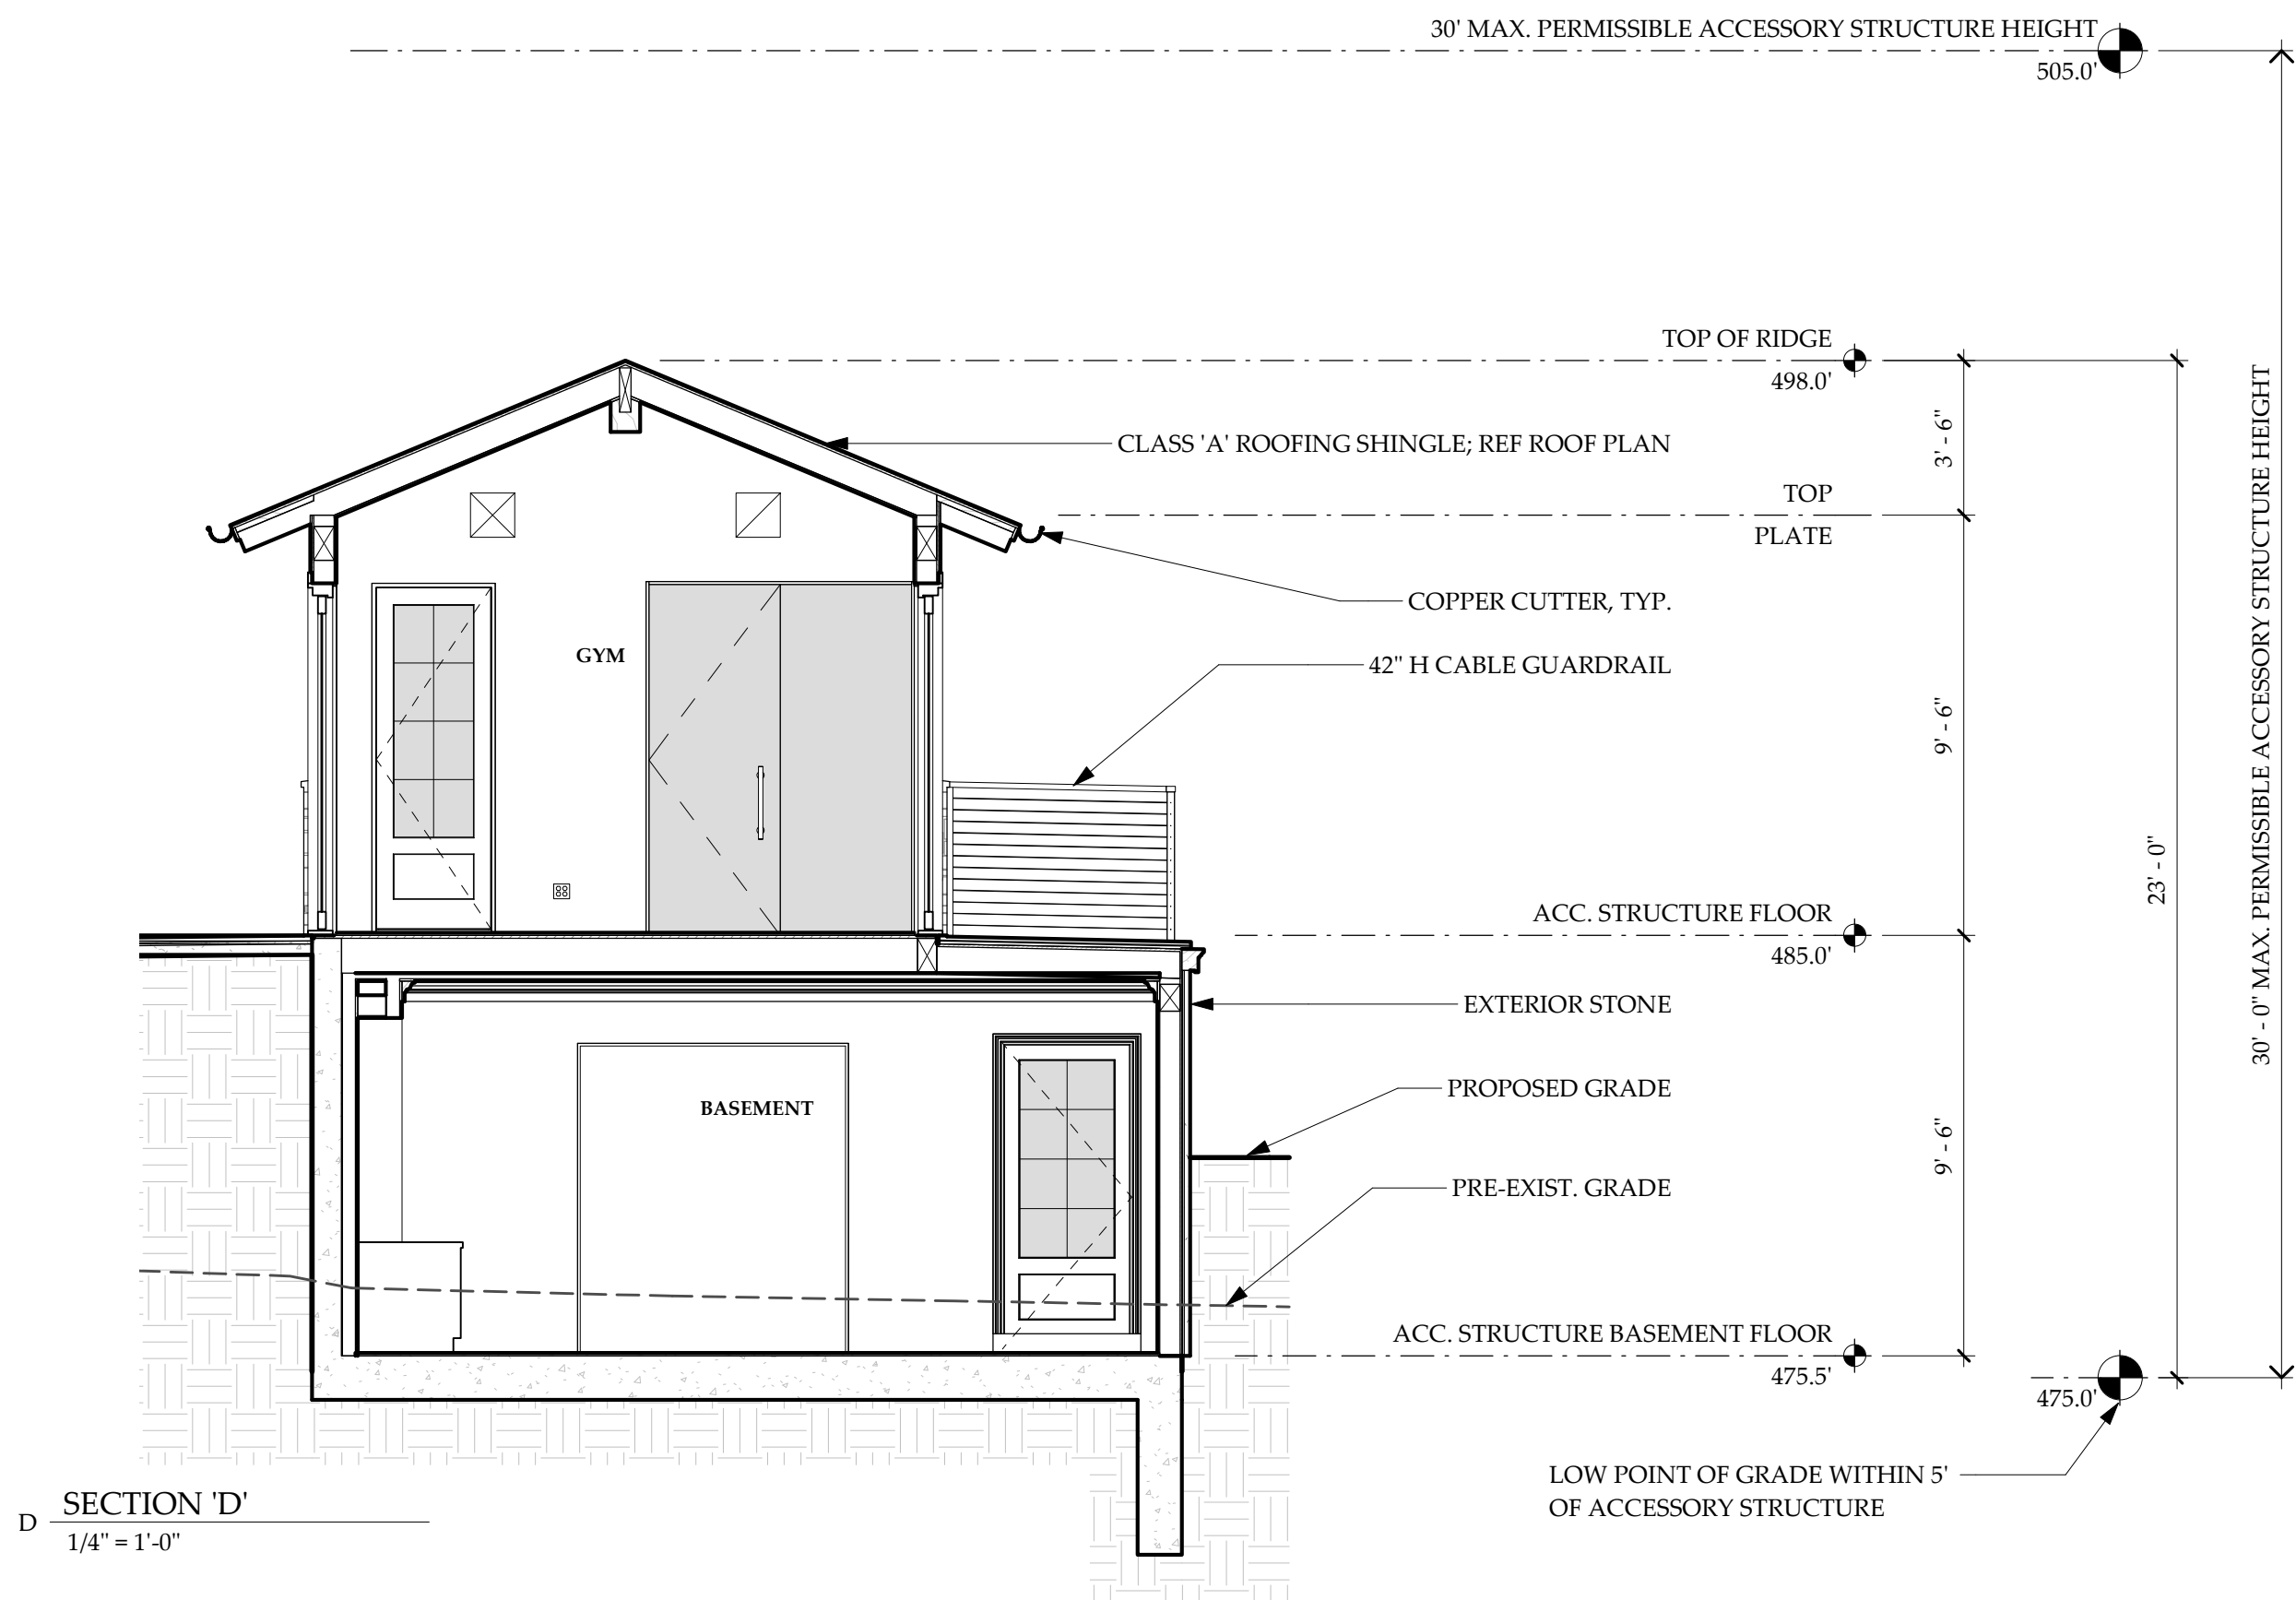 30' MAX. PERMISSIBLE ACCESSORY STRUCTURE HEIGHT
505.0'
TOP OF RIDGE
498.0'
CLASS 'A' ROOFING SHINGLE; REF ROOF PLAN
3' - 6"
TOP
PLATE
COPPER CUTTER, TYP.
GYM
42" H CABLE GUARDRAIL
9' - 6"
30' - 0" MAX. PERMISSIBLE ACCESSORY STRUCTURE HEIGHT
23' - 0"
ACC. STRUCTURE FLOOR
485.0'
EXTERIOR STONE
PROPOSED GRADE
BASEMENT
9' - 6"
PRE-EXIST. GRADE
ACC. STRUCTURE BASEMENT FLOOR
475.5'
475.0'
LOW POINT OF GRADE WITHIN 5'
OF ACCESSORY STRUCTURE
D
SECTION 'D'
1/4" = 1'-0"